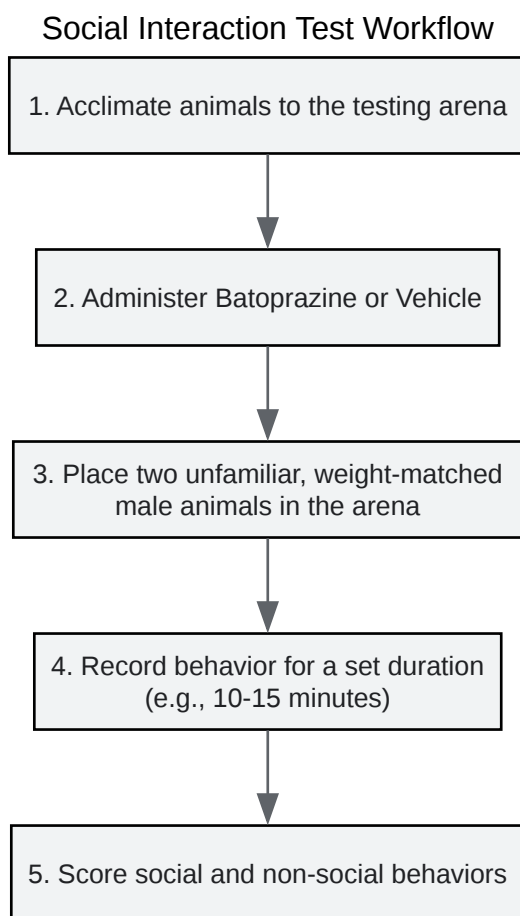 Social Interaction Test Workflow
1. Acclimate animals to the testing arena
2. Administer Batoprazine or Vehicle
3. Place two unfamiliar, weight-matched
male animals in the arena
4. Record behavior for a set duration
(e.g., 10-15 minutes)
5. Score social and non-social behaviors